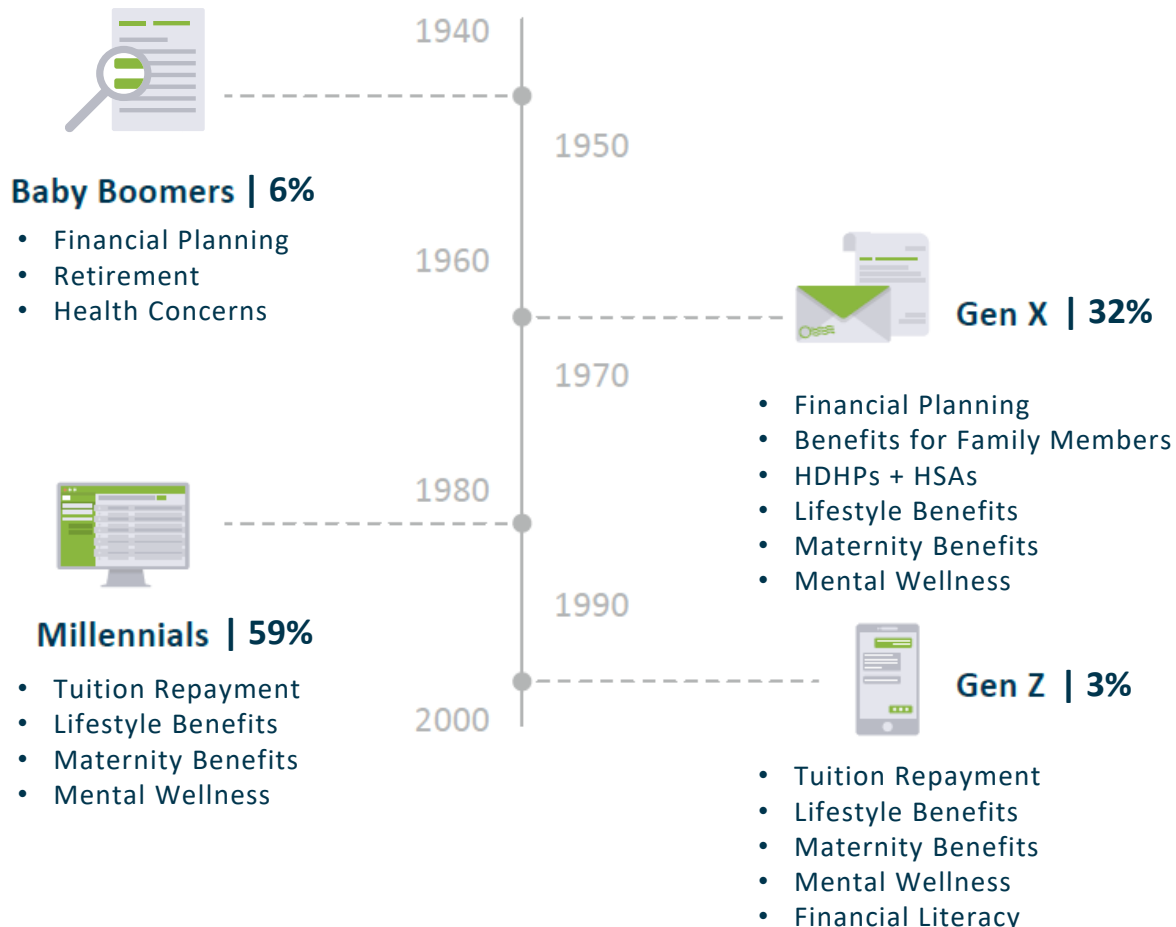 1940
1950
Baby Boomers | 6%
• Financial Planning
• Retirement
• Health Concerns
1960
Gen X | 32%
1970
• Financial Planning
• Benefits for Family Members
• HDHPs + HSAs
• Lifestyle Benefits
• Maternity Benefits
• Mental Wellness
1980
Millennials | 59%
• Tuition Repayment
• Lifestyle Benefits
• Maternity Benefits
• Mental Wellness
1990
Gen Z | 3%
2000
• Tuition Repayment
• Lifestyle Benefits
• Maternity Benefits
• Mental Wellness
• Financial Literacy